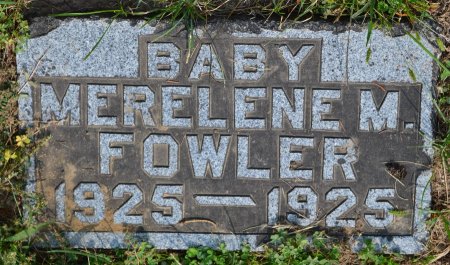 BABY
MERELENE M.
FOWLER
1925 — 1925